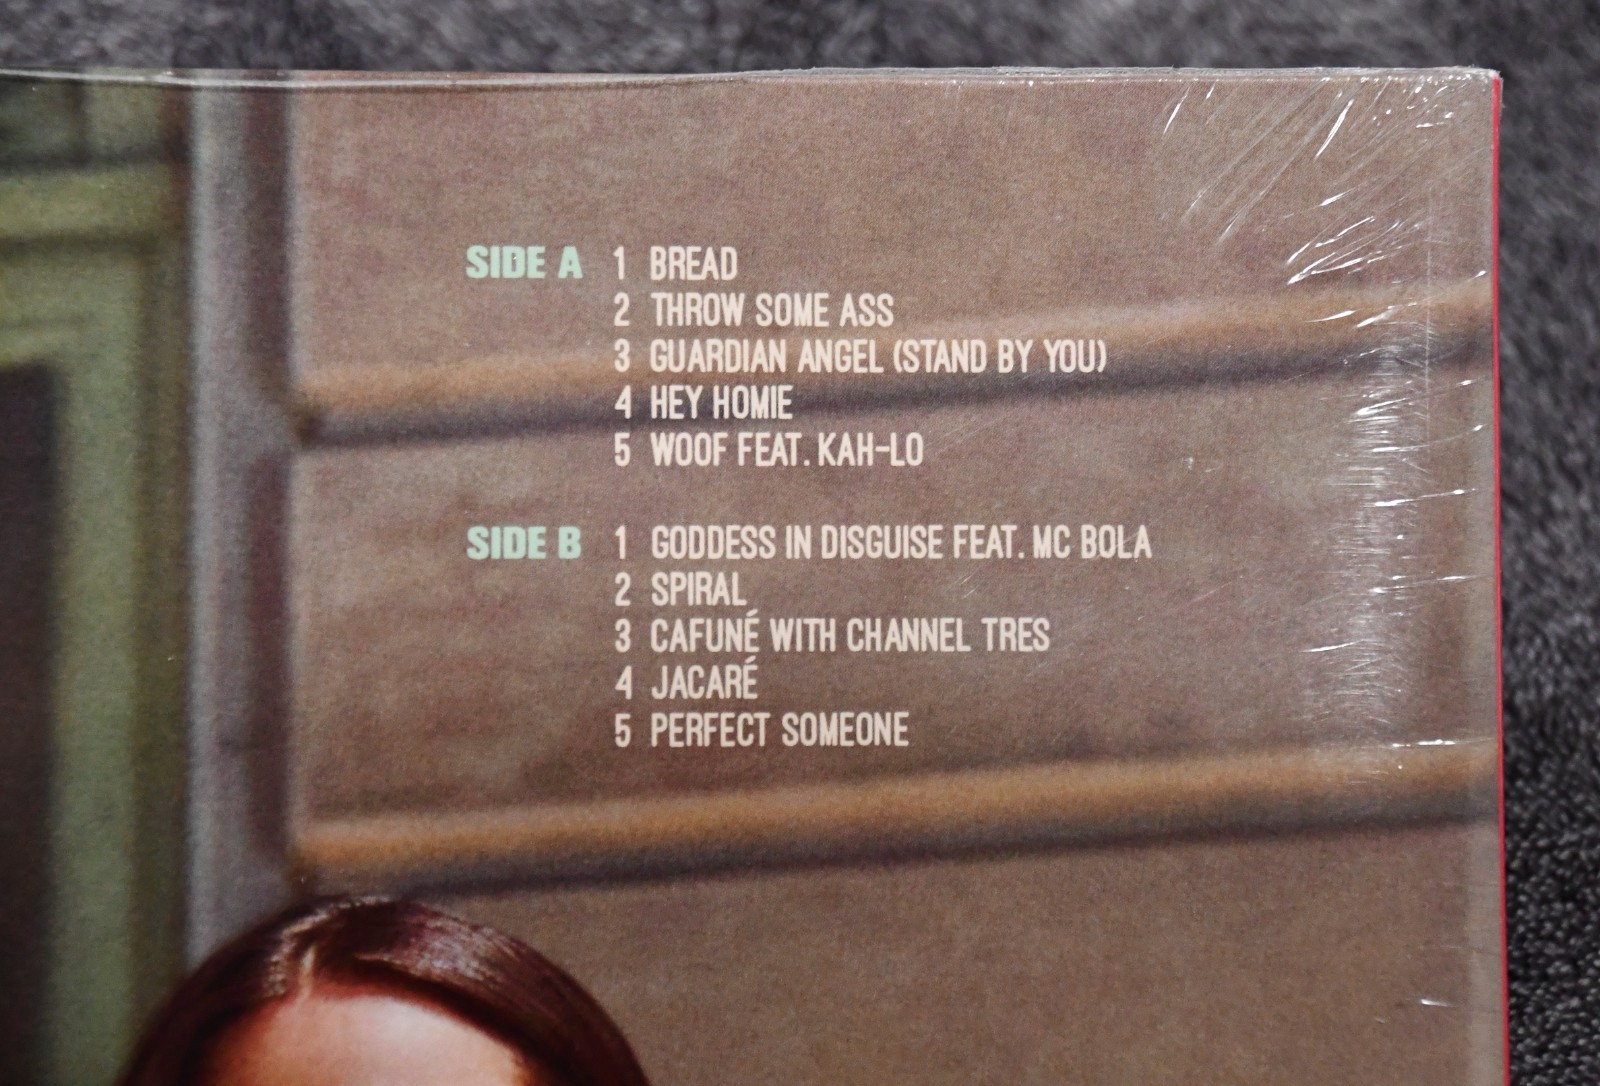 SIDE A 1 BREAD
2 THROW SOME ASS
3 GUARDIAN ANGEL (STAND BY YOU)
4 HEY HOMIE
5 WOOF FEAT. KAH-LO
SIDE B 1 GODDESS IN DISGUISE FEAT. MC BOLA
2 SPIRAL
3 CAFUNÉ WITH CHANNEL TRES
4 JACARÉ
5 PERFECT SOMEONE